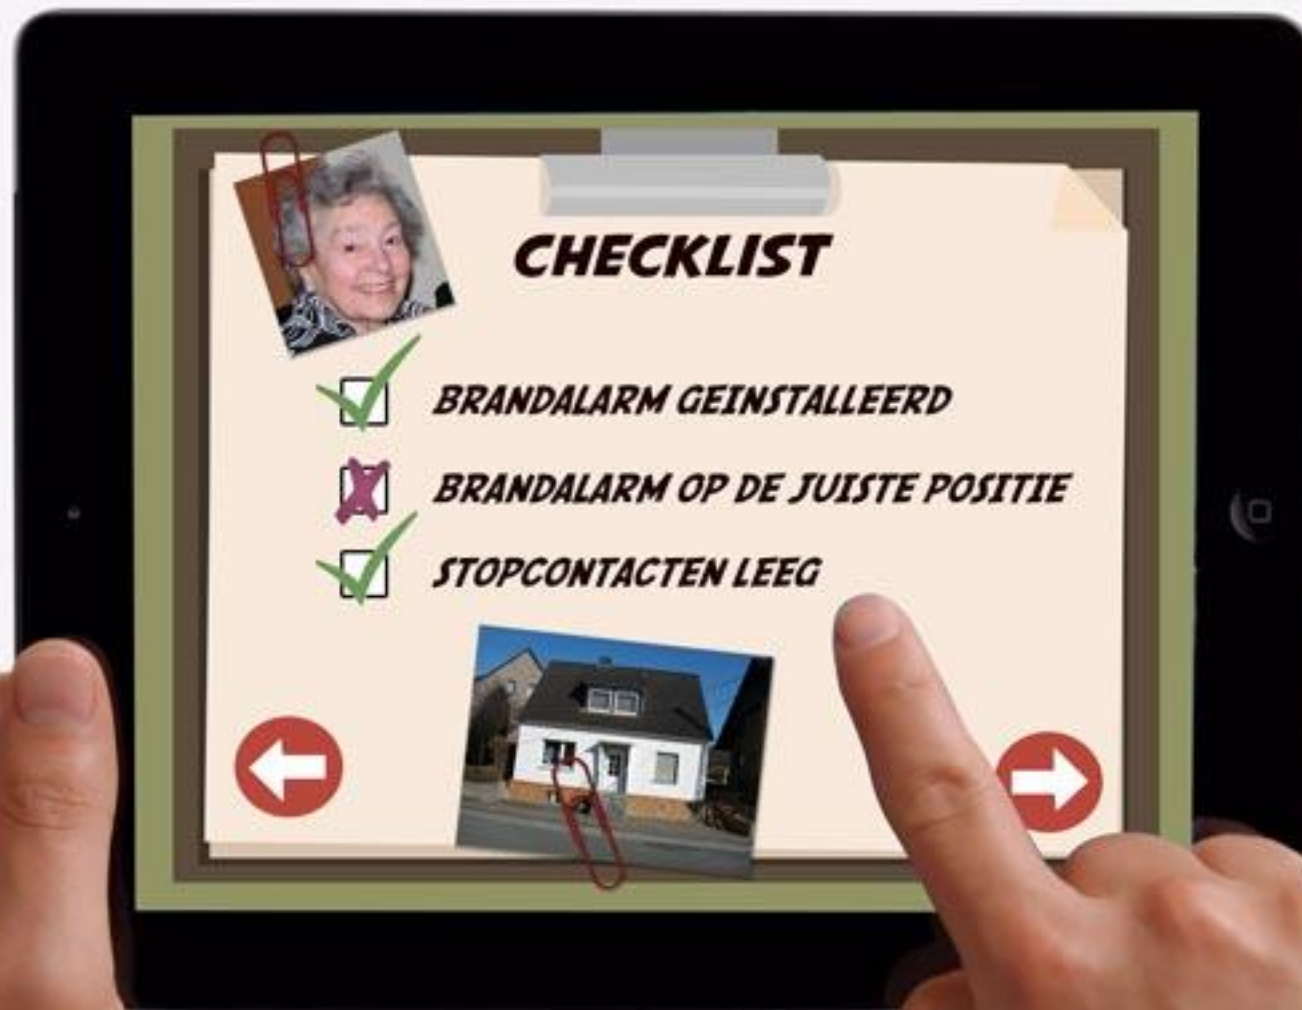 CHECKLIST
BRANDALARM GEINSTALLEERD
BRANDALARM OP DE JUISTE POSITIE
STOPCONTACTEN LEEG